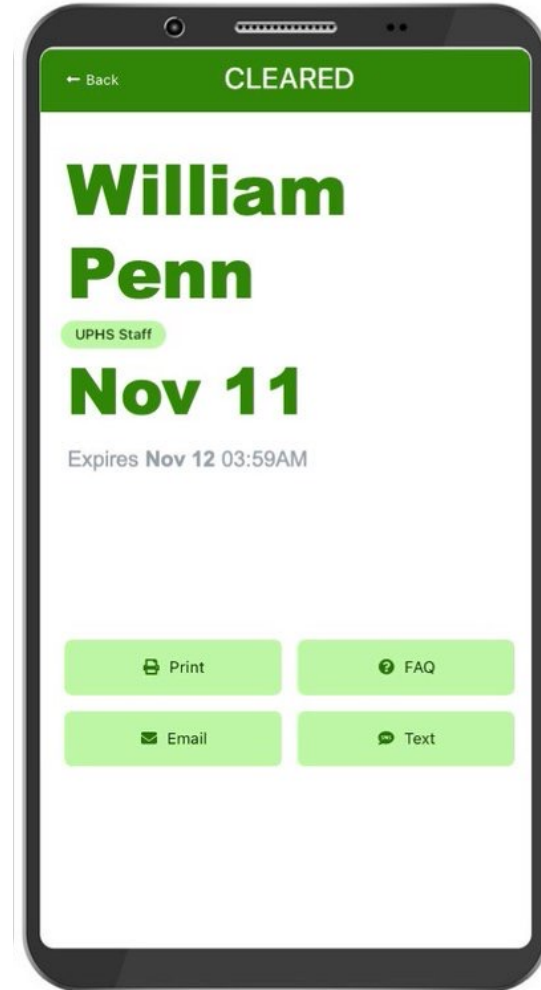 Back
CLEARED
William
Penn
UPHS Staff
Nov 11
Expires Nov 12 03:59AM
Print
FAQ
Email
Text